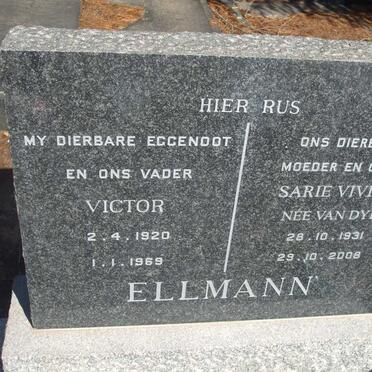 HIER RUS
MY DIERBARE EGGENOOT
EN ONS VADER
VICTOR
2.4.1920
1.1.1969
ONS DIERB
MOEDER EN O
SARIE VIVI
NÉE VAN DY
28.10.1931
29.10.2008
ELLMANN